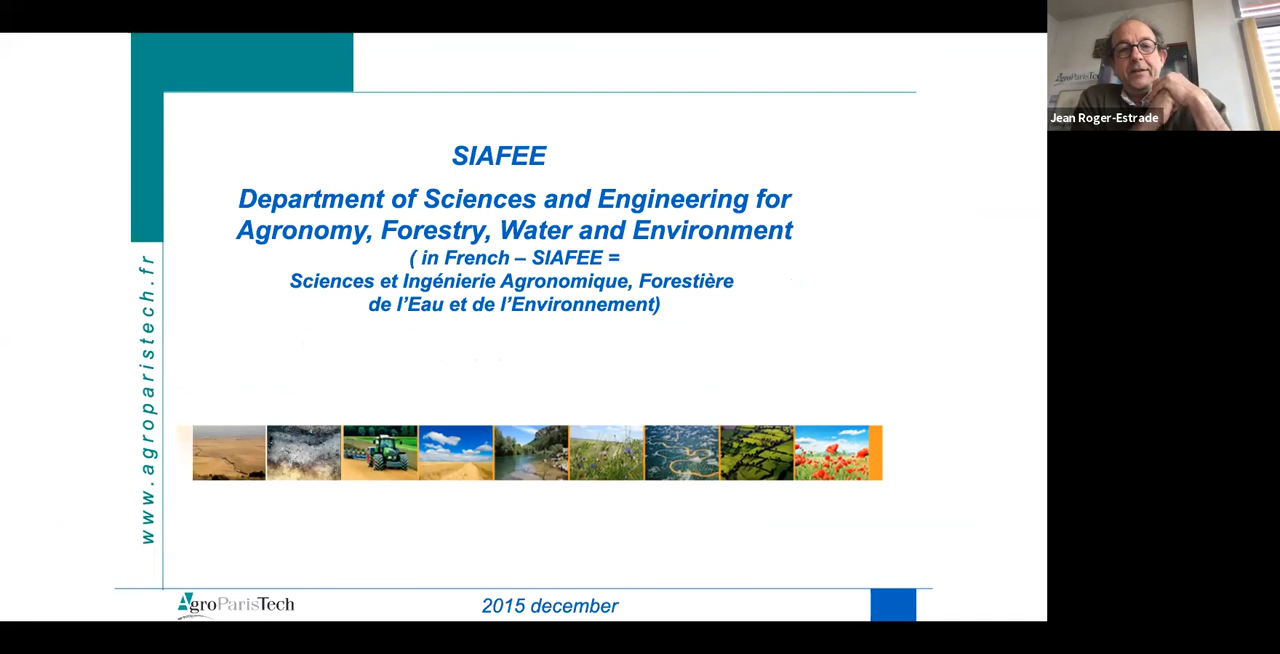 SIAFEE
Department of Sciences and Engineering for
Agronomy, Forestry, Water and Environment
( in French – SIAFEE =
Sciences et Ingénierie Agronomique, Forestière
de l’Eau et de l’Environnement)
www.agroparistech.fr
AgroParisTech
2015 december
Jean Roger-Estrade